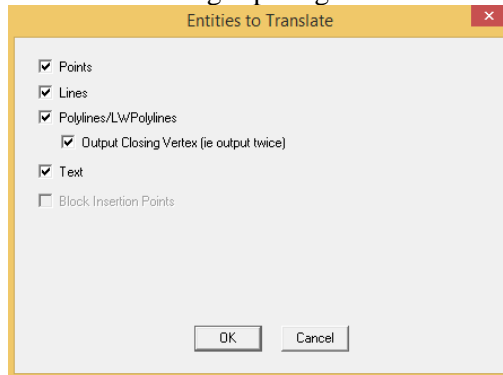 Entities to Translate
Points
Lines
Polylines/LWPolylines
Output Closing Vertex (ie output twice)
Text
Block Insertion Points
OK
Cancel